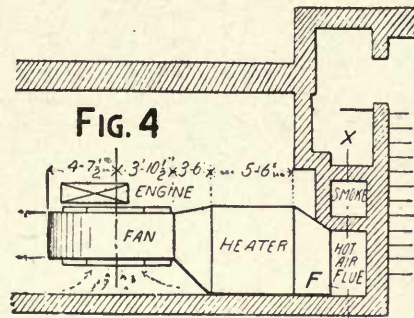 X
FIG. 4
4-7½" 3'-10½" 3-6 5-6"
ENGINE
SMOKE
FAN
HEATER
HOT
AIR
FLUE
F
X